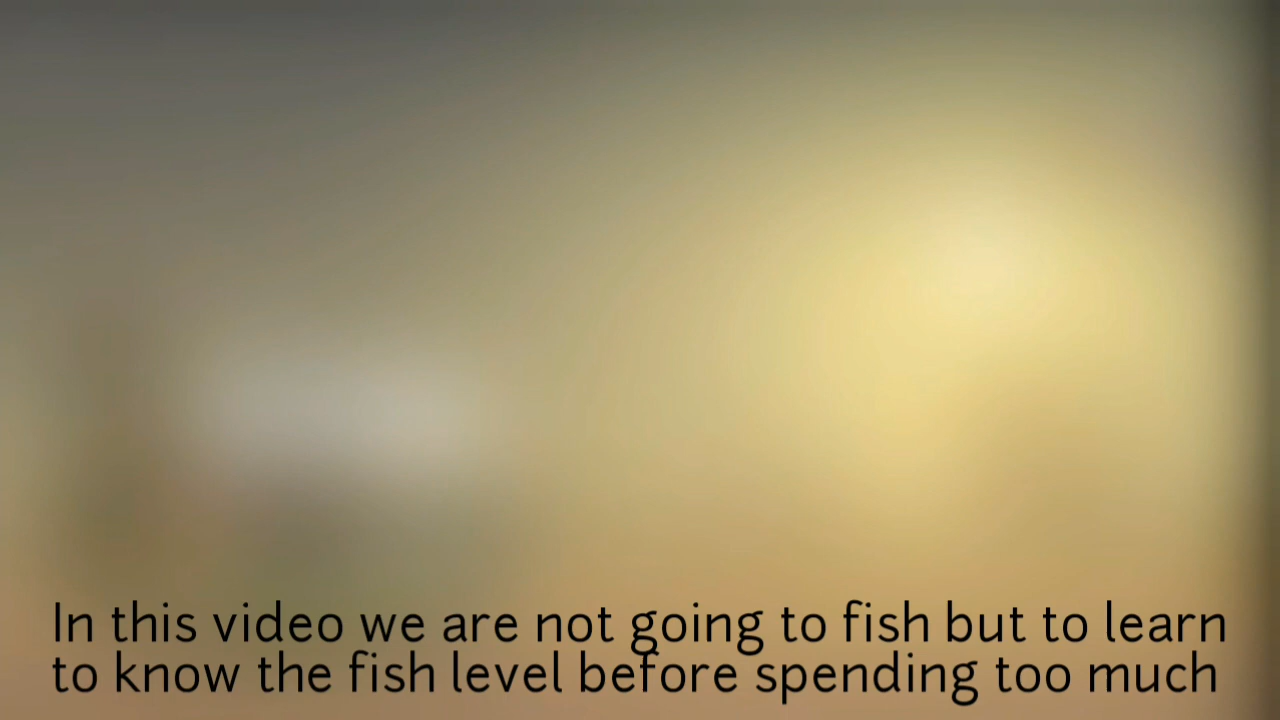 In this video we are not going to fish but to learn
to know the fish level before spending too much